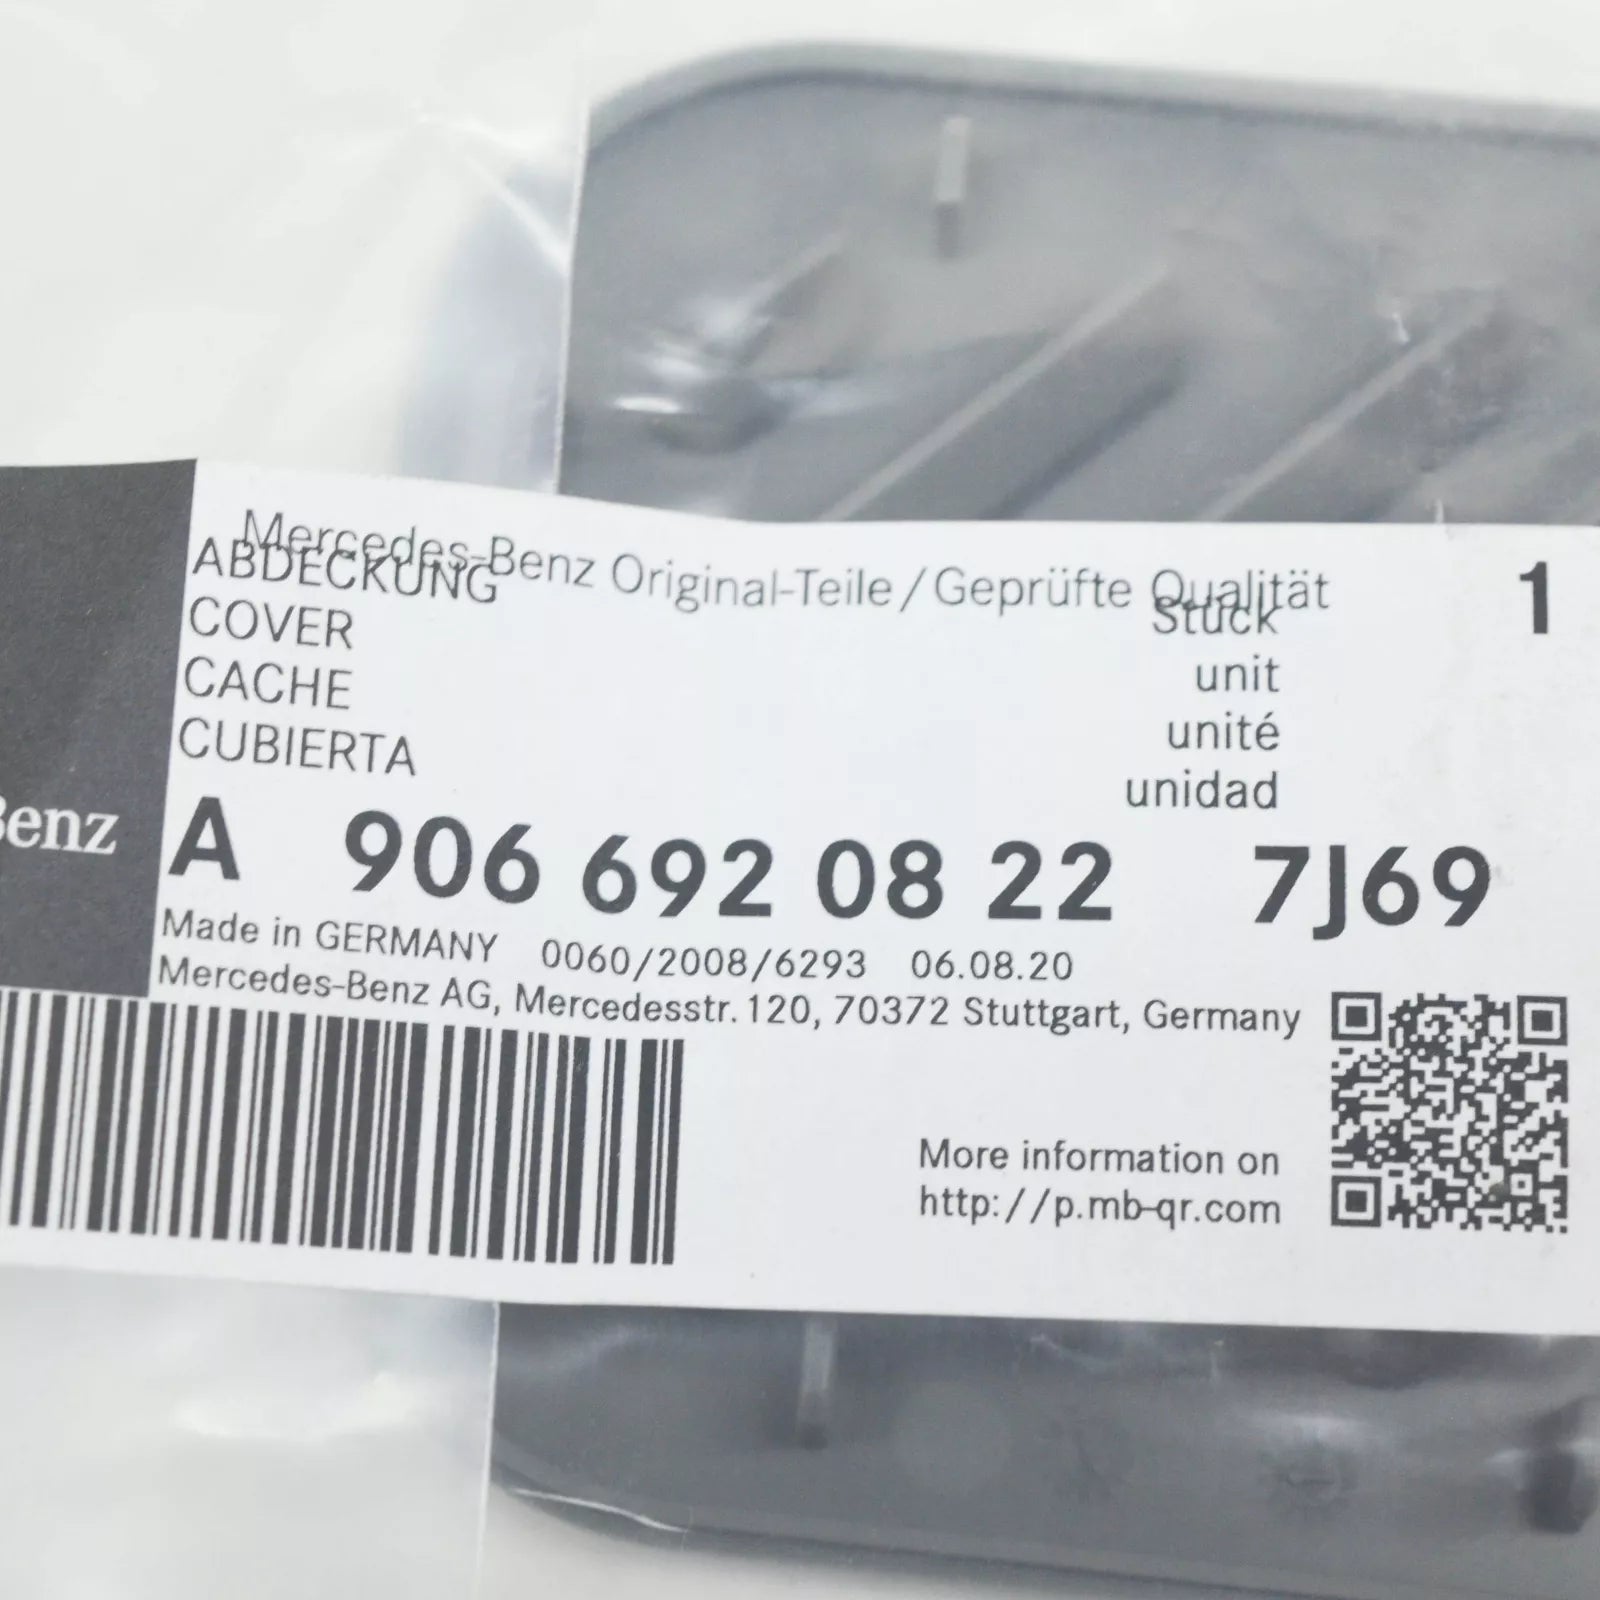 Mercedes-Benz Original-Teile / Geprüfte Qualität
ABDECKUNG Stück 1
COVER unit
CACHE unité
CUBIERTA unidad
Benz
A 906 692 08 22 7J69
Made in GERMANY 0060/2008/6293 06.08.20
Mercedes-Benz AG, Mercedesstr. 120, 70372 Stuttgart, Germany
More information on
http://p.mb-qr.com